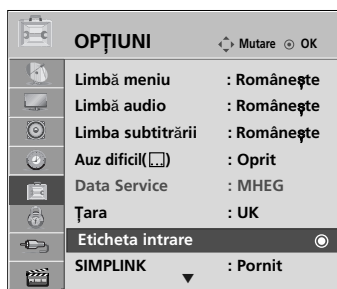 OPȚIUNI Mutare OK
Limbă meniu : Românește
Limbă audio : Românește
Limba subtitrării : Românește
Auz dificil(...) : Oprit
Data Service : MHEG
Țara : UK
Eticheta intrare
SIMPLINK : Pornit